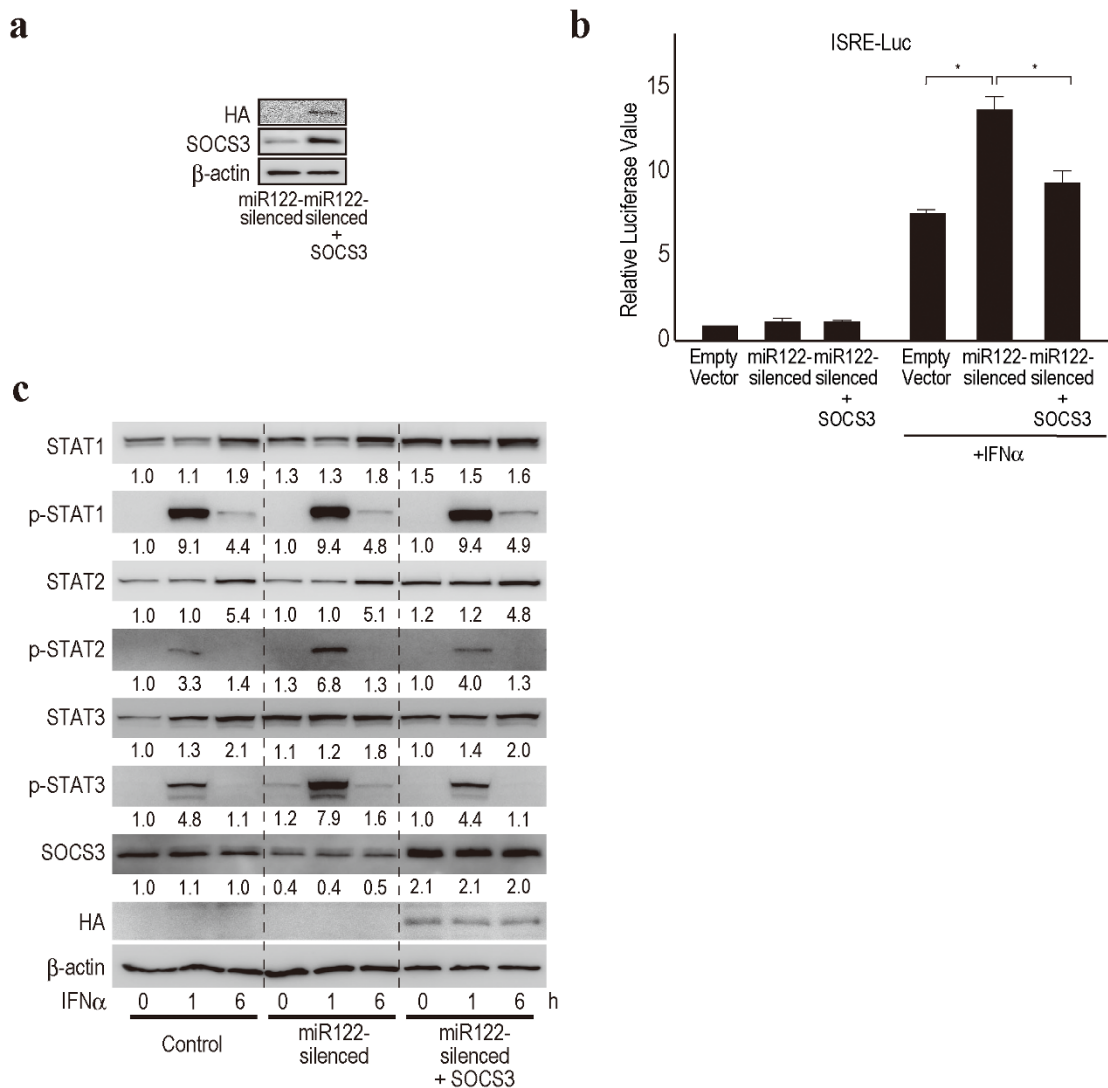 a
HA
SOCS3
β-actin
miR122- miR122-
silenced silenced
+
SOCS3
b
ISRE-Luc
* *
Relative Luciferase Value
15
10
5
0
Empty miR122- miR122- Empty miR122- miR122-
Vector silenced silenced Vector silenced silenced
+ +
SOCS3 SOCS3
+IFNα
c
STAT1
1.0 1.1 1.9 1.3 1.3 1.8 1.5 1.5 1.6
p-STAT1
1.0 9.1 4.4 1.0 9.4 4.8 1.0 9.4 4.9
STAT2
1.0 1.0 5.4 1.0 1.0 5.1 1.2 1.2 4.8
p-STAT2
1.0 3.3 1.4 1.3 6.8 1.3 1.0 4.0 1.3
STAT3
1.0 1.3 2.1 1.1 1.2 1.8 1.0 1.4 2.0
p-STAT3
1.0 4.8 1.1 1.2 7.9 1.6 1.0 4.4 1.1
SOCS3
1.0 1.1 1.0 0.4 0.4 0.5 2.1 2.1 2.0
HA
β-actin
IFNα 0 1 6 0 1 6 0 1 6 h
Control miR122- miR122-
silenced silenced
+ SOCS3